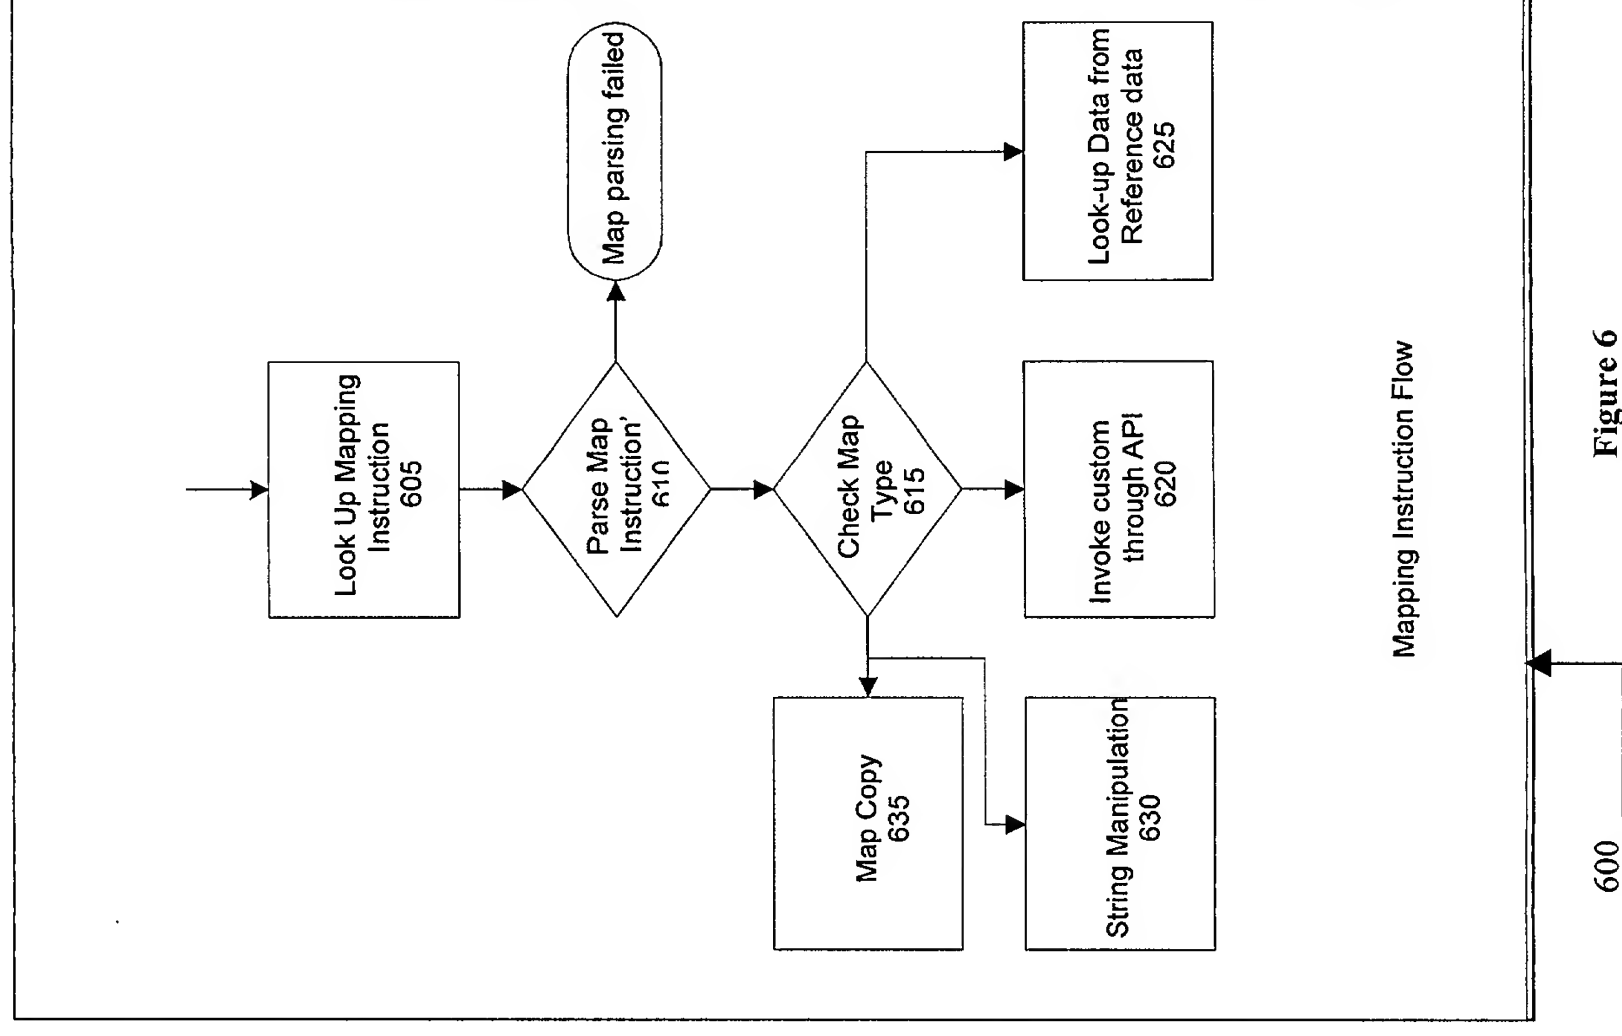 Look Up Mapping
Instruction
605
Parse Map
Instruction'
610
Map parsing failed
Check Map
Type
615
Map Copy
635
String Manipulation
630
Invoke custom
through API
620
Look-up Data from
Reference data
625
Mapping Instruction Flow
600
Figure 6